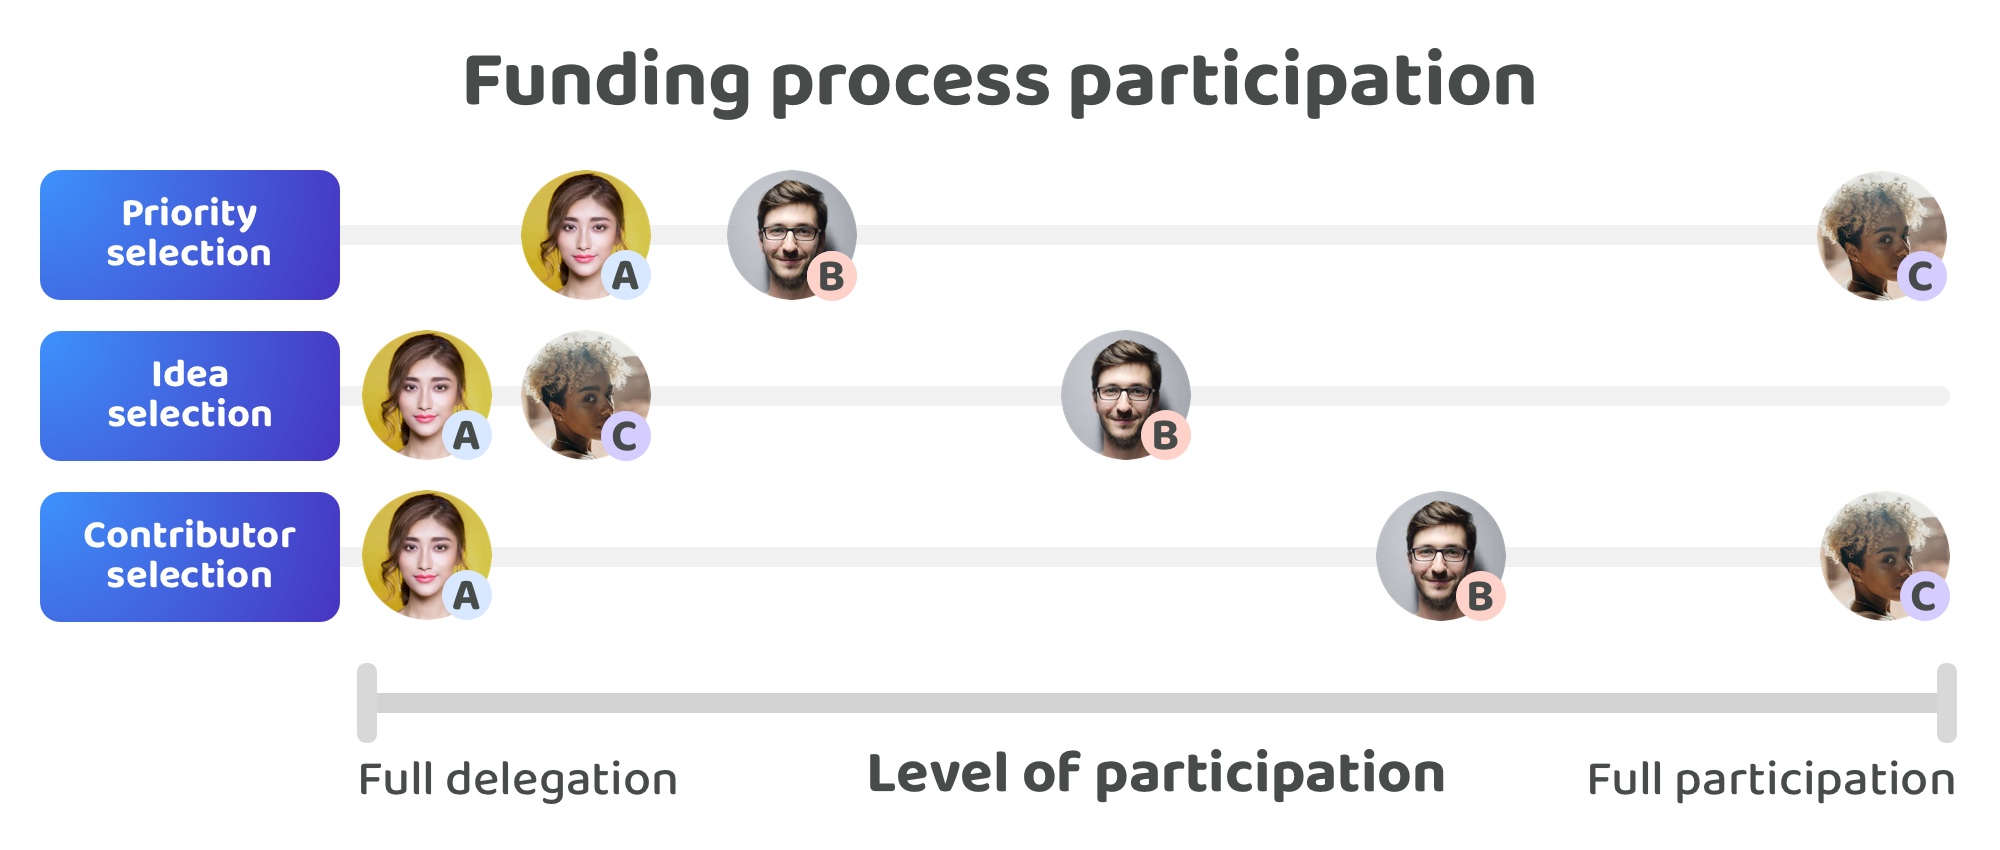 Funding process participation
Priority
selection
A
B
C
Idea
selection
A
C
B
Contributor
selection
A
B
C
Full delegation
Level of participation
Full participation